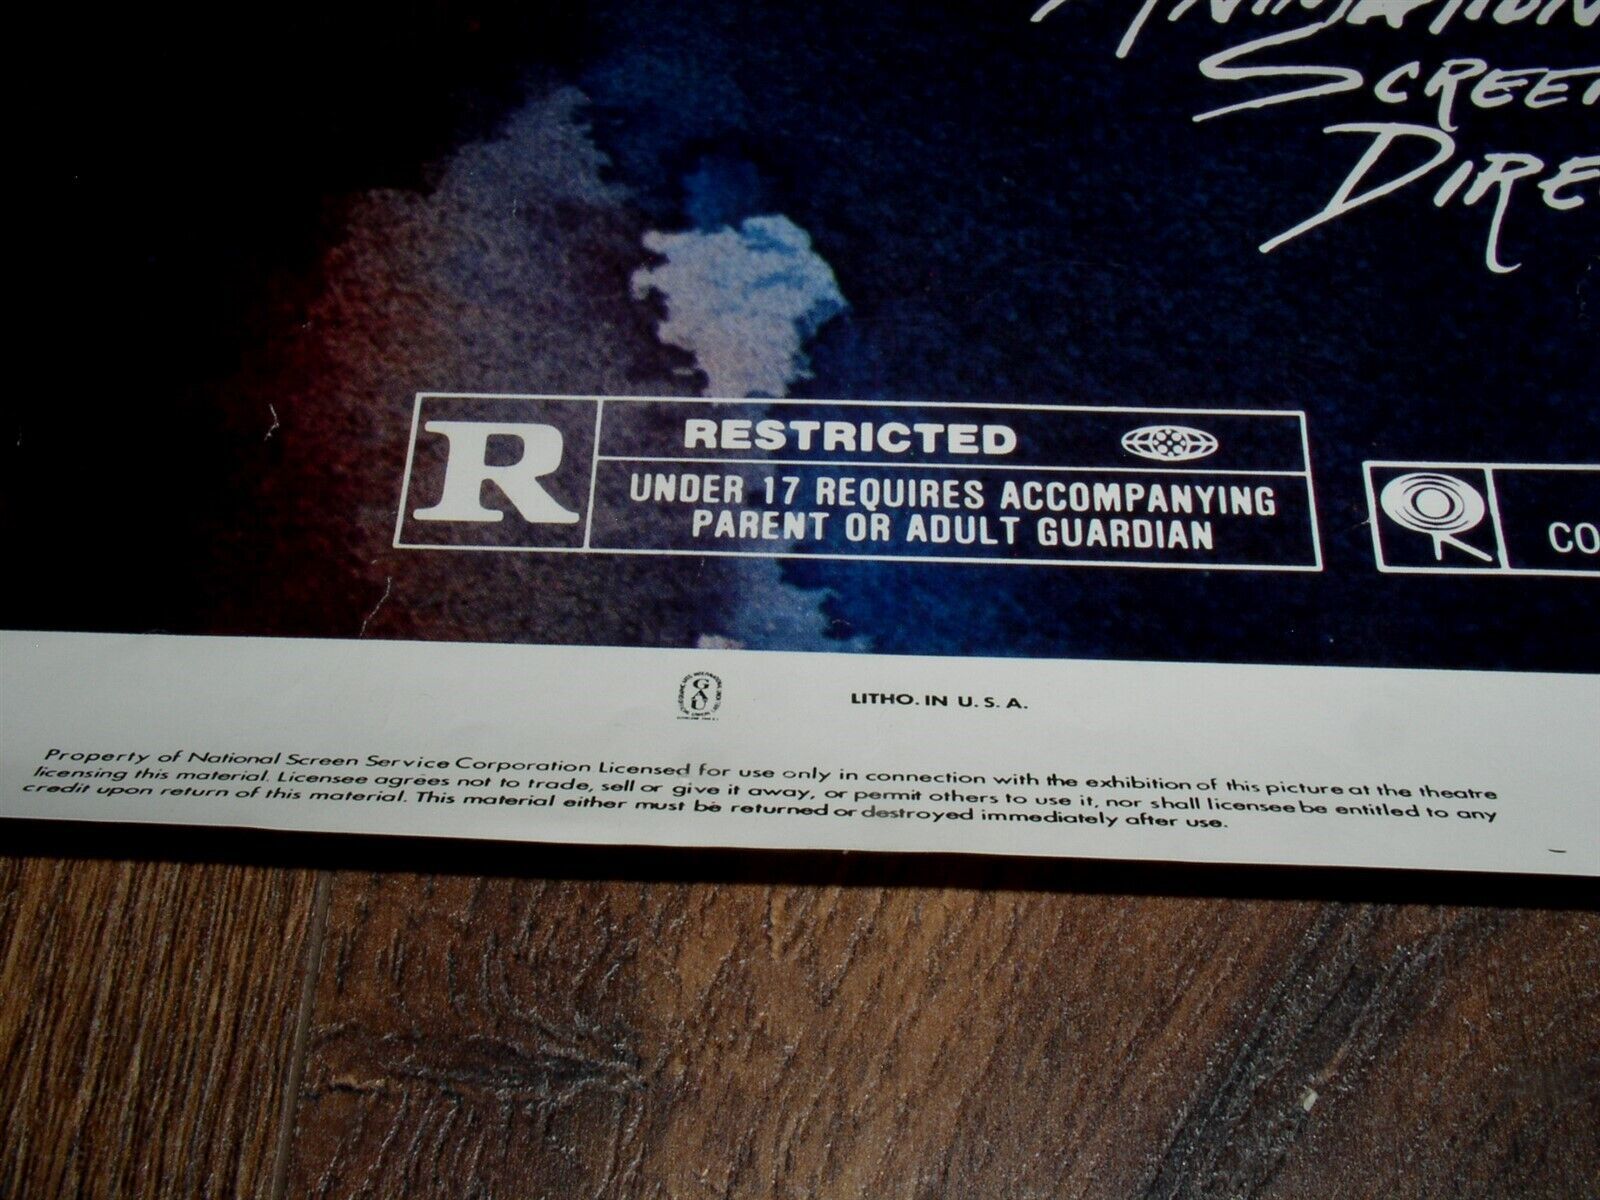 SCREE
DIRE
R
RESTRICTED
UNDER 17 REQUIRES ACCOMPANYING
PARENT OR ADULT GUARDIAN
CO
GAU
LITHO. IN U. S. A.
Property of National Screen Service Corporation Licensed for use only in connection with the exhibition of this picture at the theatre
licensing this material. Licensee agrees not to trade, sell or give it away, or permit others to use it, nor shall licensee be entitled to any
credit upon return of this material. This material either must be returned or destroyed immediately after use.